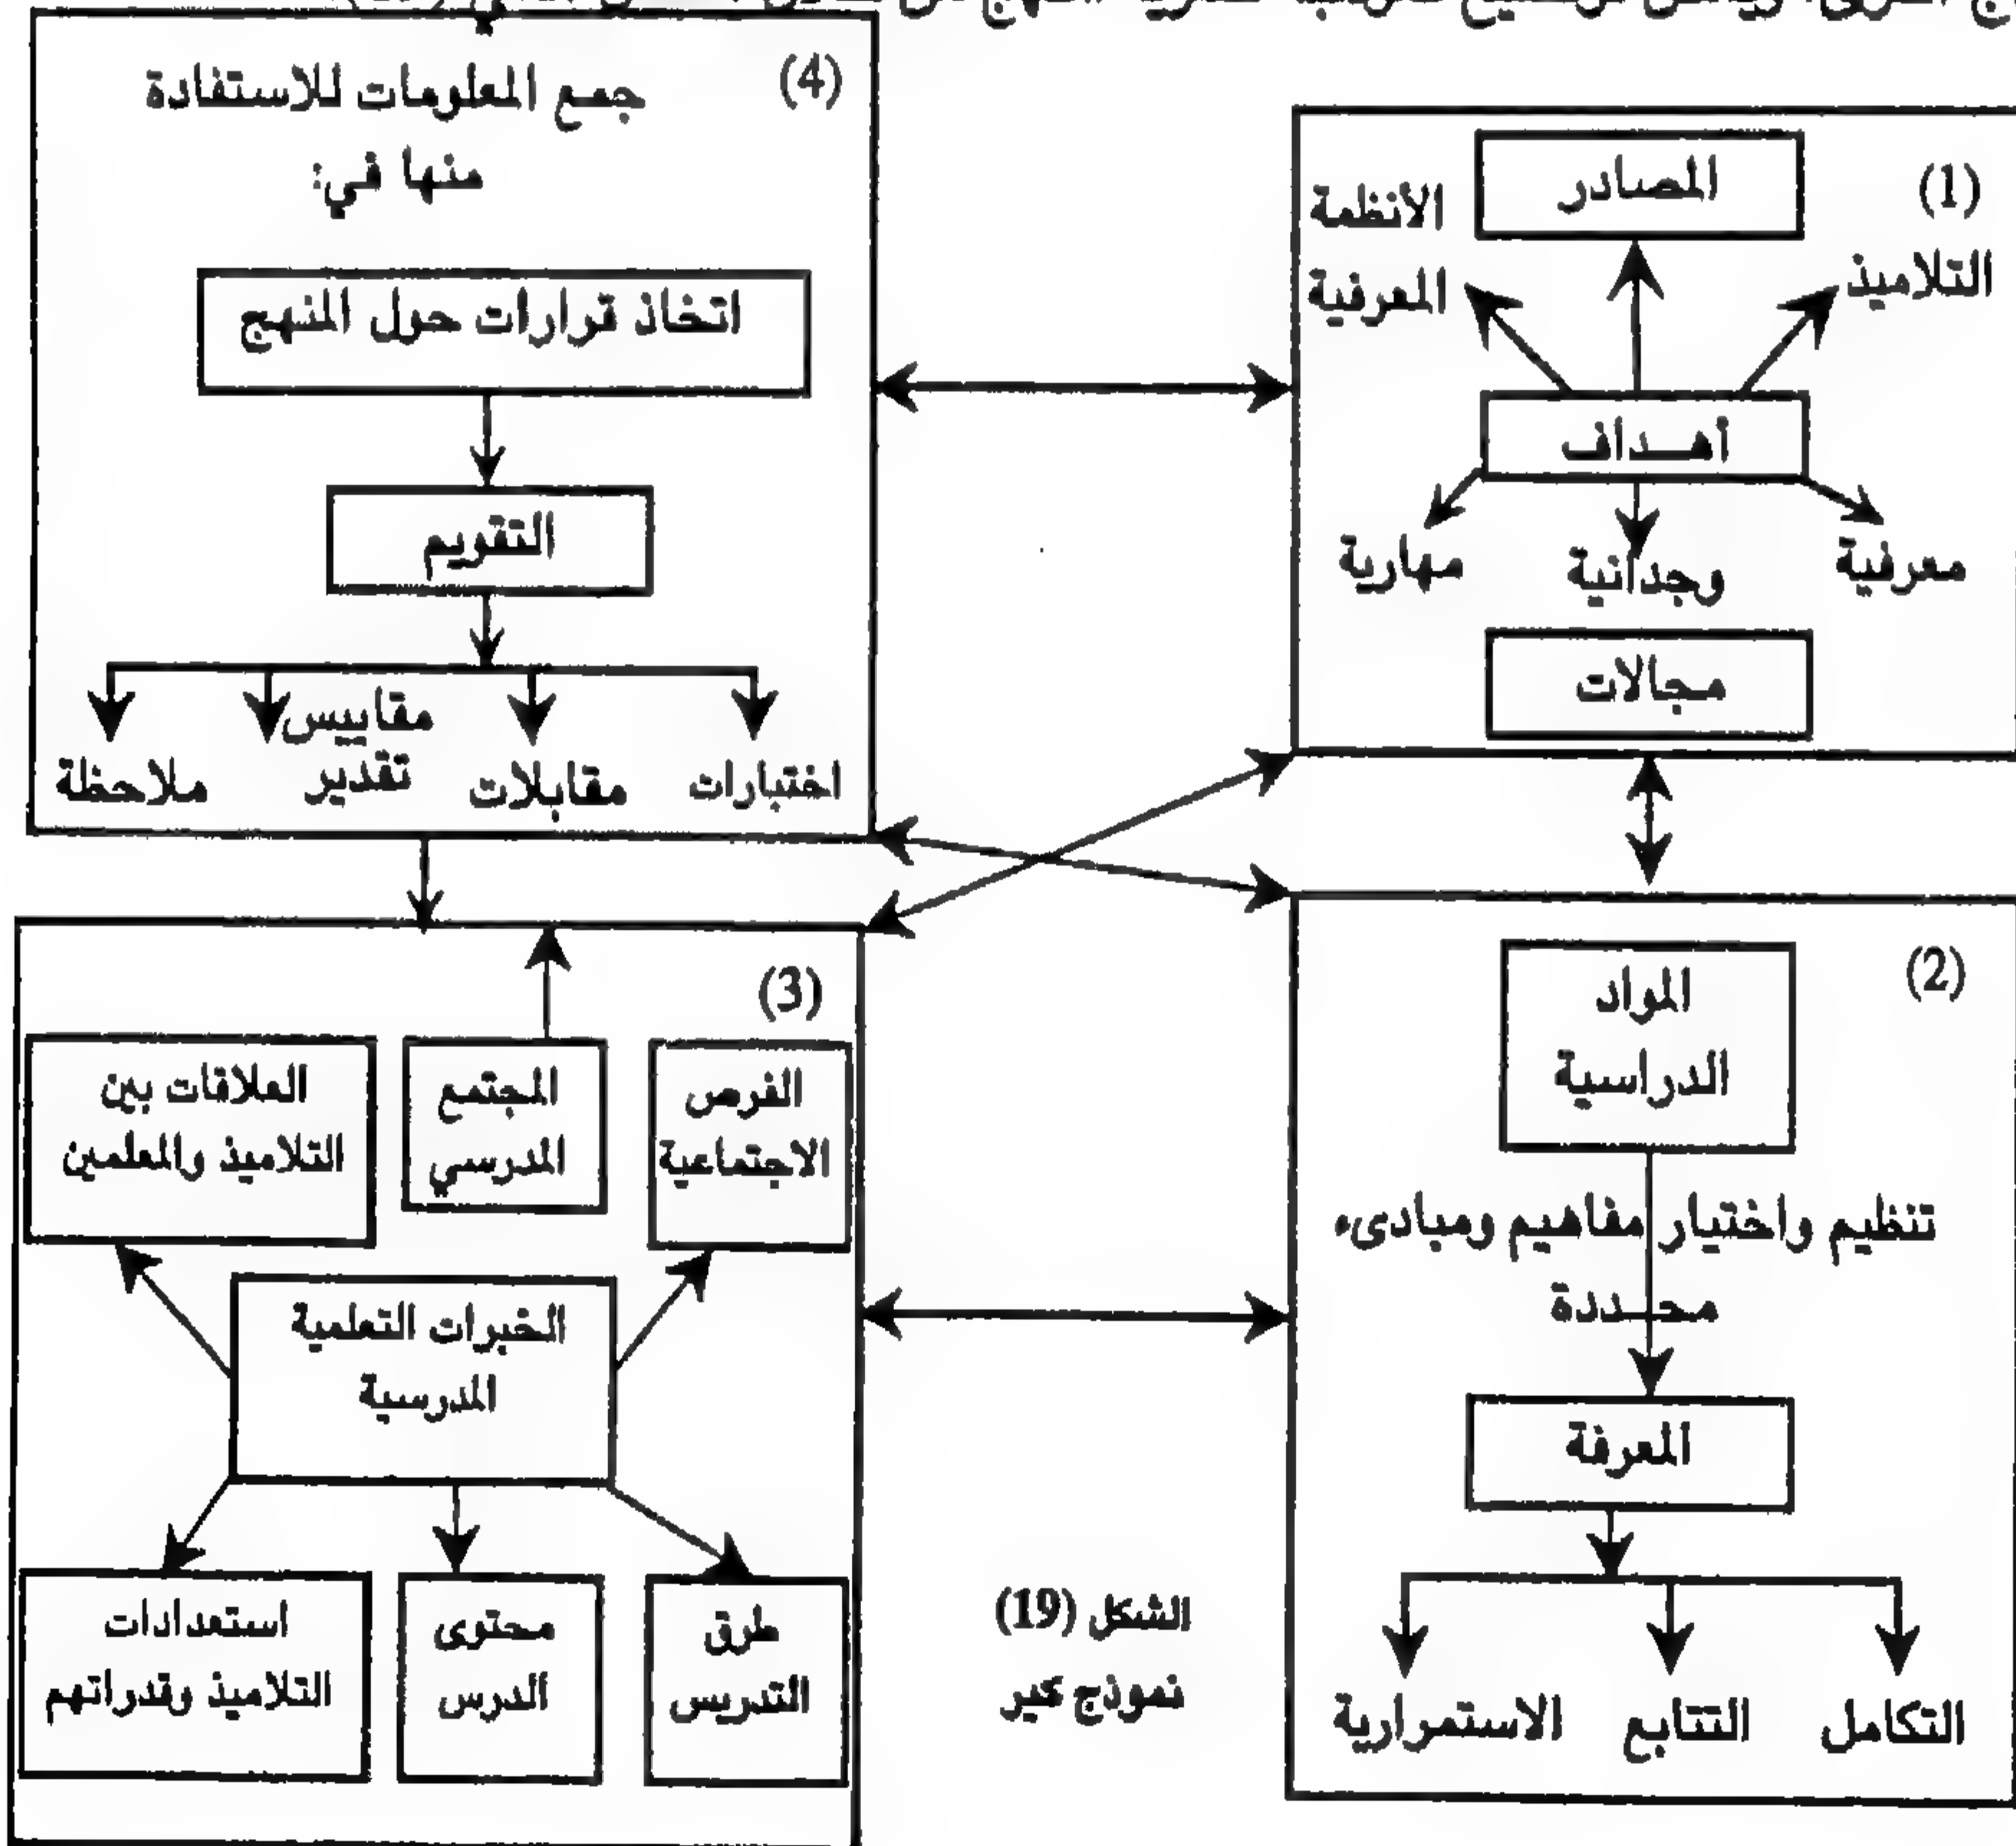 (1)
المصادر
الأنظمة
المعرفية
التلاميذ
أهـداف
معرفية
وجدانية
مهارية
مجالات
(2)
المواد
الدراسية
تنظيم واختيار مفاهيم ومبادىء
محـددة
المعرفة
التكامل
التتابع
الاستمرارية
(3)
الفرص
الاجتماعية
المجتمع
المدرسي
العلاقات بين
التلاميذ والمعلمين
الخبرات التعلمية
المدرسية
طرق
التدريس
محتوى
الدرس
استعدادات
التلاميذ وقدراتهم
(4)
جمع المعلومات للاستفادة
منها في:
اتخاذ قرارات حول المنهج
التقويم
اختبارات
مقابلات
مقاييس
تقدير
ملاحظة
الشكل (19)
نموذج كير